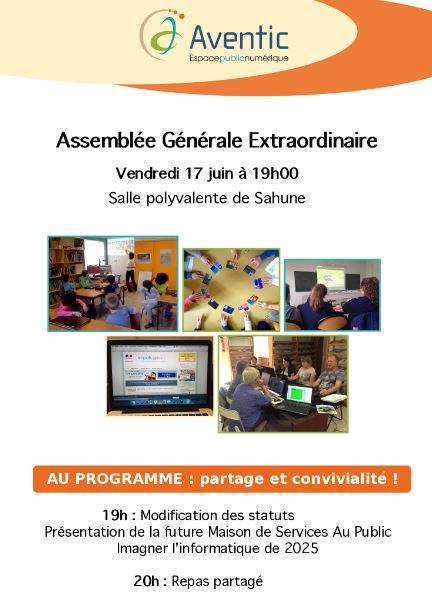 Aventic
Espacepublicnumérique
Assemblée Générale Extraordinaire
Vendredi 17 juin à 19h00
Salle polyvalente de Sahune
AU PROGRAMME : partage et convivialité !
19h : Modification des statuts
Présentation de la future Maison de Services Au Public
Imagner l'informatique de 2025
20h : Repas partagé